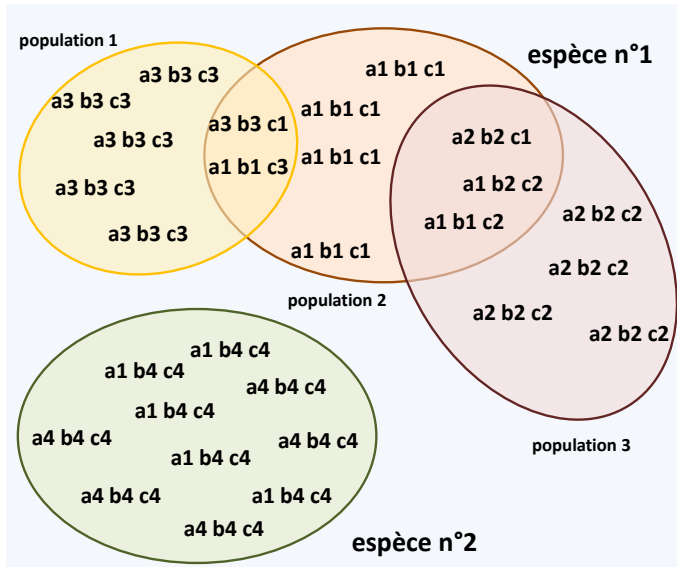 population 1
espèce n°1
a3 b3 c3
a3 b3 c3
a3 b3 c3
a3 b3 c3
a3 b3 c3
a3 b3 c1
a1 b1 c3
a1 b1 c1
a1 b1 c1
a1 b1 c1
a1 b1 c1
population 2
a2 b2 c1
a1 b2 c2
a1 b1 c2
a2 b2 c2
a2 b2 c2
a2 b2 c2
a2 b2 c2
population 3
a1 b4 c4
a1 b4 c4
a4 b4 c4
a1 b4 c4
a4 b4 c4
a4 b4 c4
a1 b4 c4
a4 b4 c4
a1 b4 c4
a4 b4 c4
espèce n°2